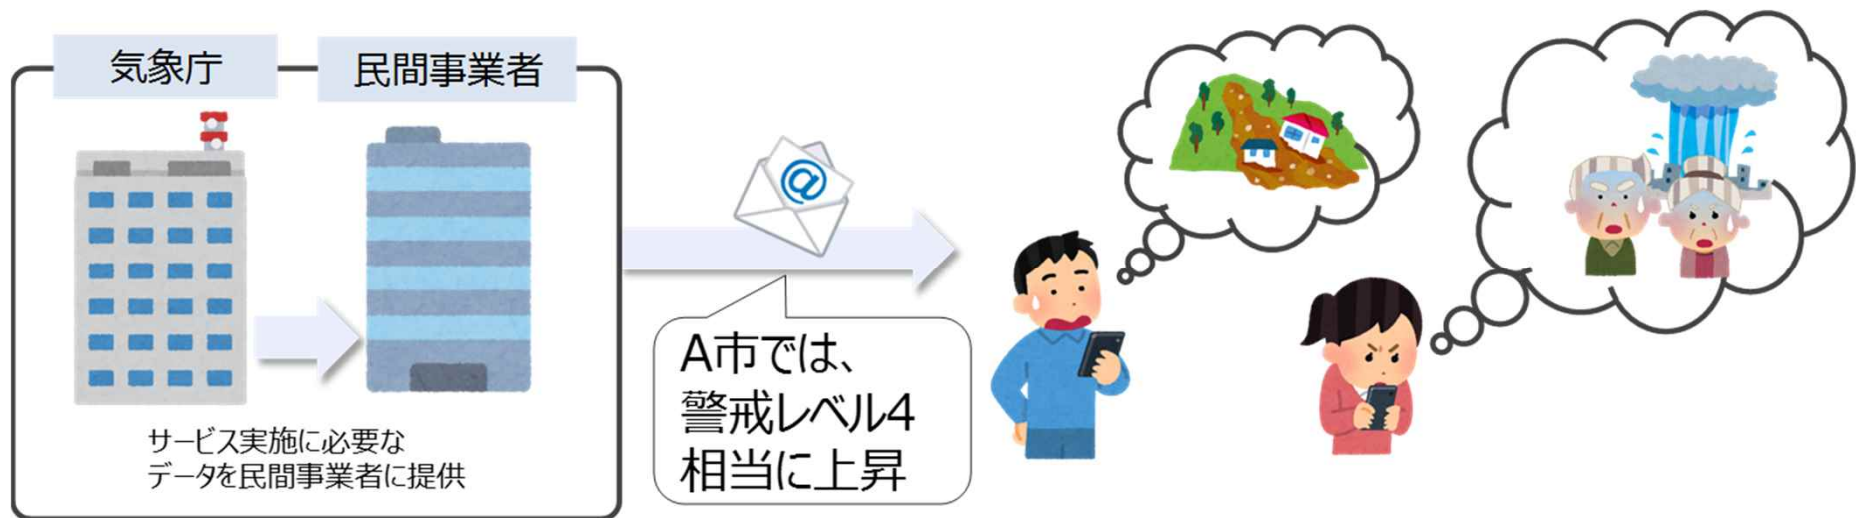 気象庁
民間事業者
@
サービス実施に必要な
データを民間事業者に提供
A市では、
警戒レベル4
相当に上昇